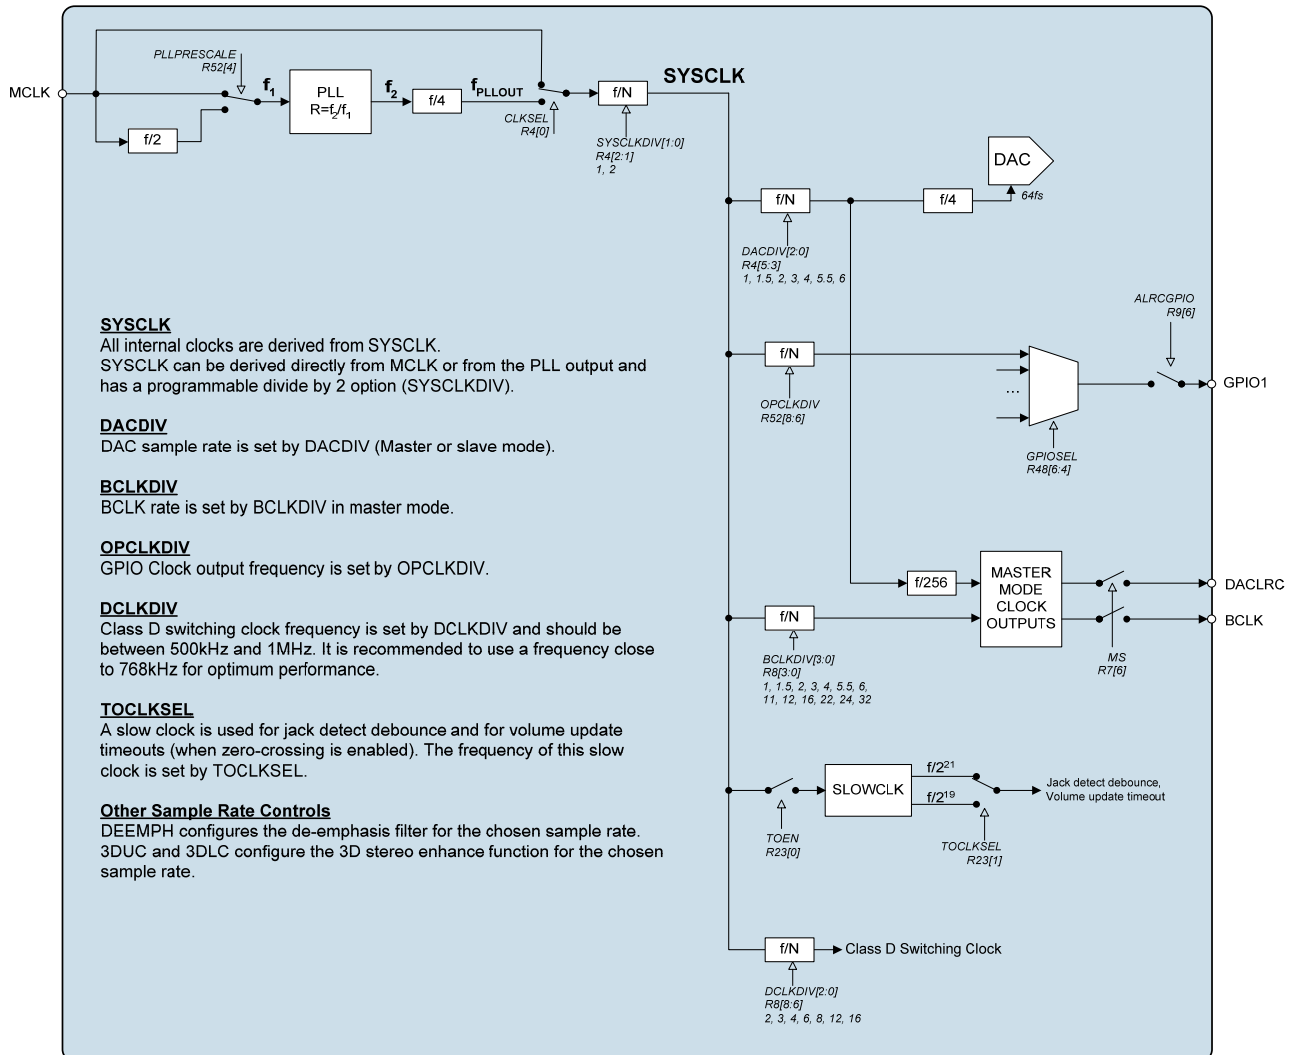 MCLK
PLLPRESCALE
R52[4]
f/2
f1
PLL
R=f2/f1
f2
f/4
fPLLOUT
CLKSEL
R4[0]
f/N
SYSCLKDIV[1:0]
R4[2:1]
1, 2
SYSCLK
DAC
64fs
f/N
f/4
DACDIV[2:0]
R4[5:3]
1, 1.5, 2, 3, 4, 5.5, 6
ALRCGPIO
R9[6]
f/N
OPCLKDIV
R52[8:6]
...
GPIOSEL
R48[6:4]
GPIO1
SYSCLK
All internal clocks are derived from SYSCLK.
SYSCLK can be derived directly from MCLK or from the PLL output and
has a programmable divide by 2 option (SYSCLKDIV).
DACDIV
DAC sample rate is set by DACDIV (Master or slave mode).
BCLKDIV
BCLK rate is set by BCLKDIV in master mode.
OPCLKDIV
GPIO Clock output frequency is set by OPCLKDIV.
DCLKDIV
Class D switching clock frequency is set by DCLKDIV and should be
between 500kHz and 1MHz. It is recommended to use a frequency close
to 768kHz for optimum performance.
TOCLKSEL
A slow clock is used for jack detect debounce and for volume update
timeouts (when zero-crossing is enabled). The frequency of this slow
clock is set by TOCLKSEL.
Other Sample Rate Controls
DEEMPH configures the de-emphasis filter for the chosen sample rate.
3DUC and 3DLC configure the 3D stereo enhance function for the chosen
sample rate.
f/256
MASTER
MODE
CLOCK
OUTPUTS
DACLRC
BCLK
MS
R7[6]
f/N
BCLKDIV[3:0]
R8[3:0]
1, 1.5, 2, 3, 4, 5.5, 6,
11, 12, 16, 22, 24, 32
TOEN
R23[0]
SLOWCLK
f/2²¹
f/2¹⁹
TOCLKSEL
R23[1]
Jack detect debounce,
Volume update timeout
f/N
Class D Switching Clock
DCLKDIV[2:0]
R8[8:6]
2, 3, 4, 6, 8, 12, 16